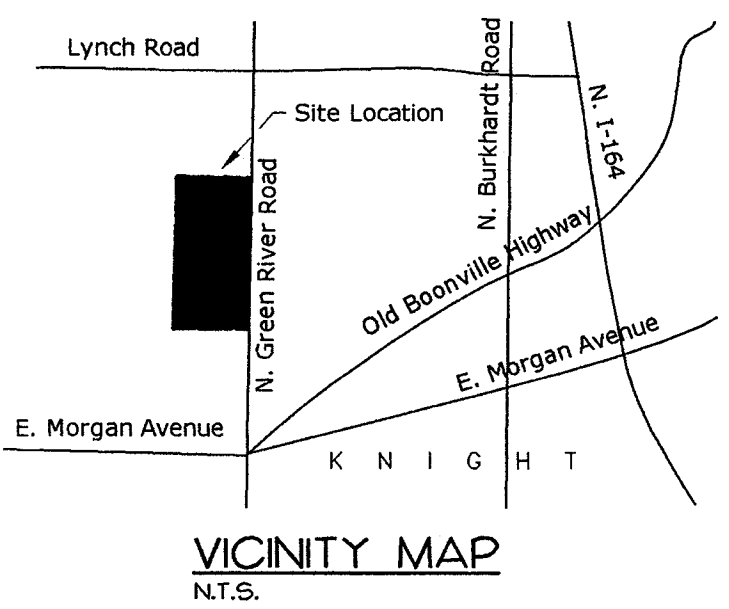 Lynch Road
Site Location
N. Burkhardt Road
N. I-164
N. Green River Road
Old Boonville Highway
E. Morgan Avenue
E. Morgan Avenue
K N I G H T
VICINITY MAP
N.T.S.